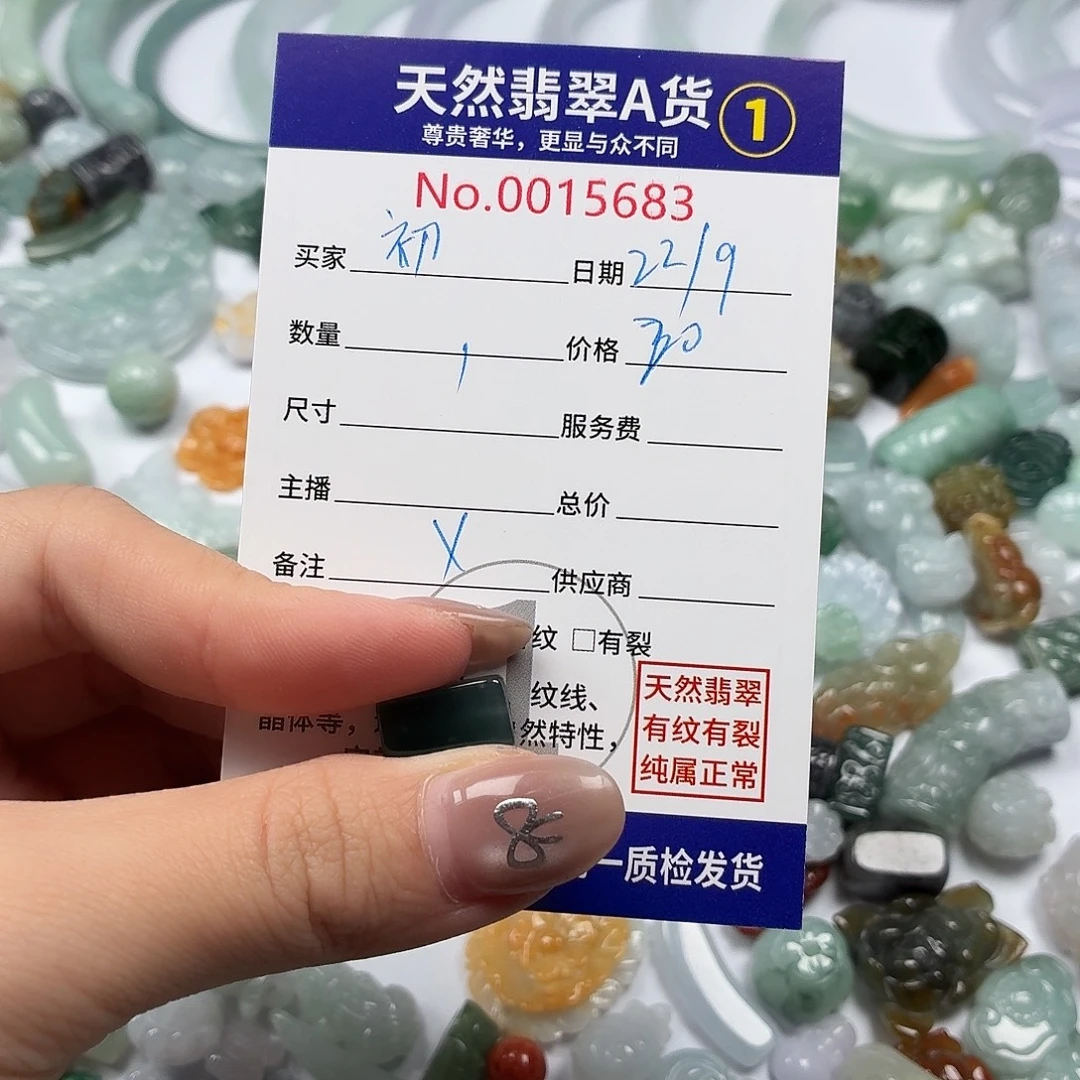 天然翡翠A货 1
尊贵奢华，更显与众不同
No.0015683
买家 初 日期 22/9
数量 1 价格
尺寸 服务费
主播 总价
备注 X 供应商
纹 □有裂
纹线、
晶体等， 然特性，
天然翡翠
有纹有裂
纯属正常
一质检发货